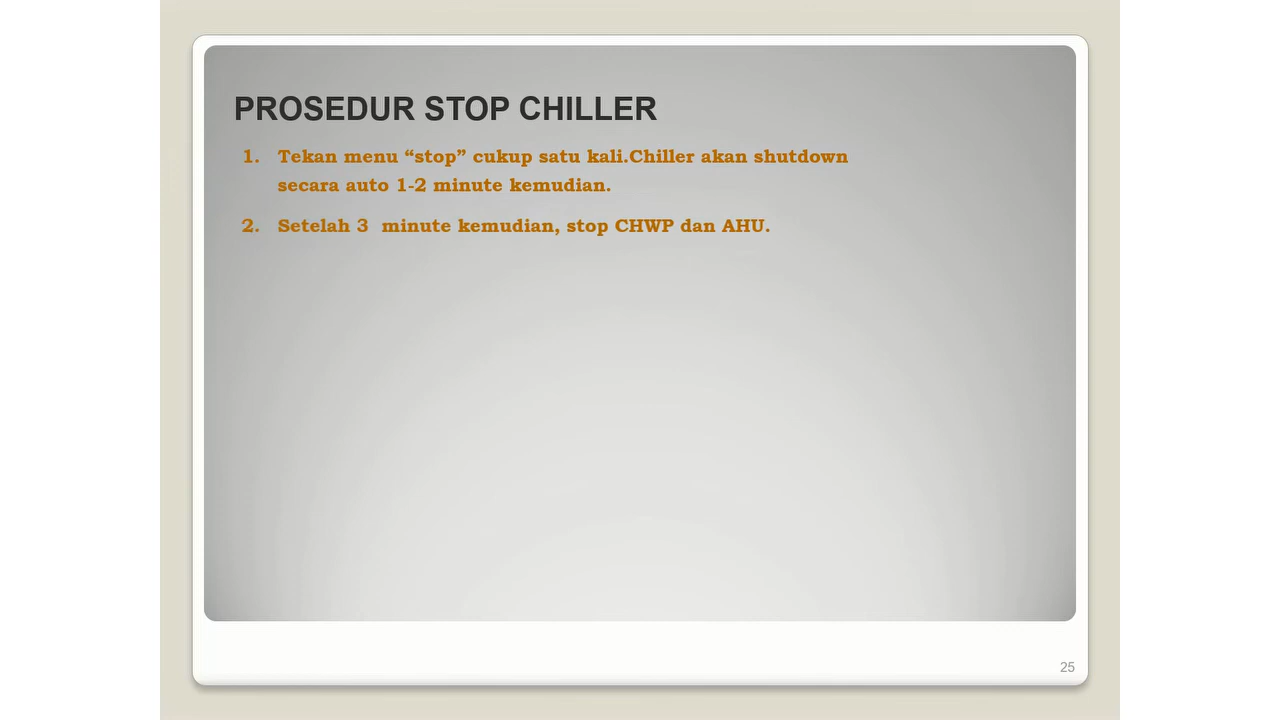 PROSEDUR STOP CHILLER
1. Tekan menu “stop” cukup satu kali.Chiller akan shutdown
secara auto 1-2 minute kemudian.
2. Setelah 3  minute kemudian, stop CHWP dan AHU.
25